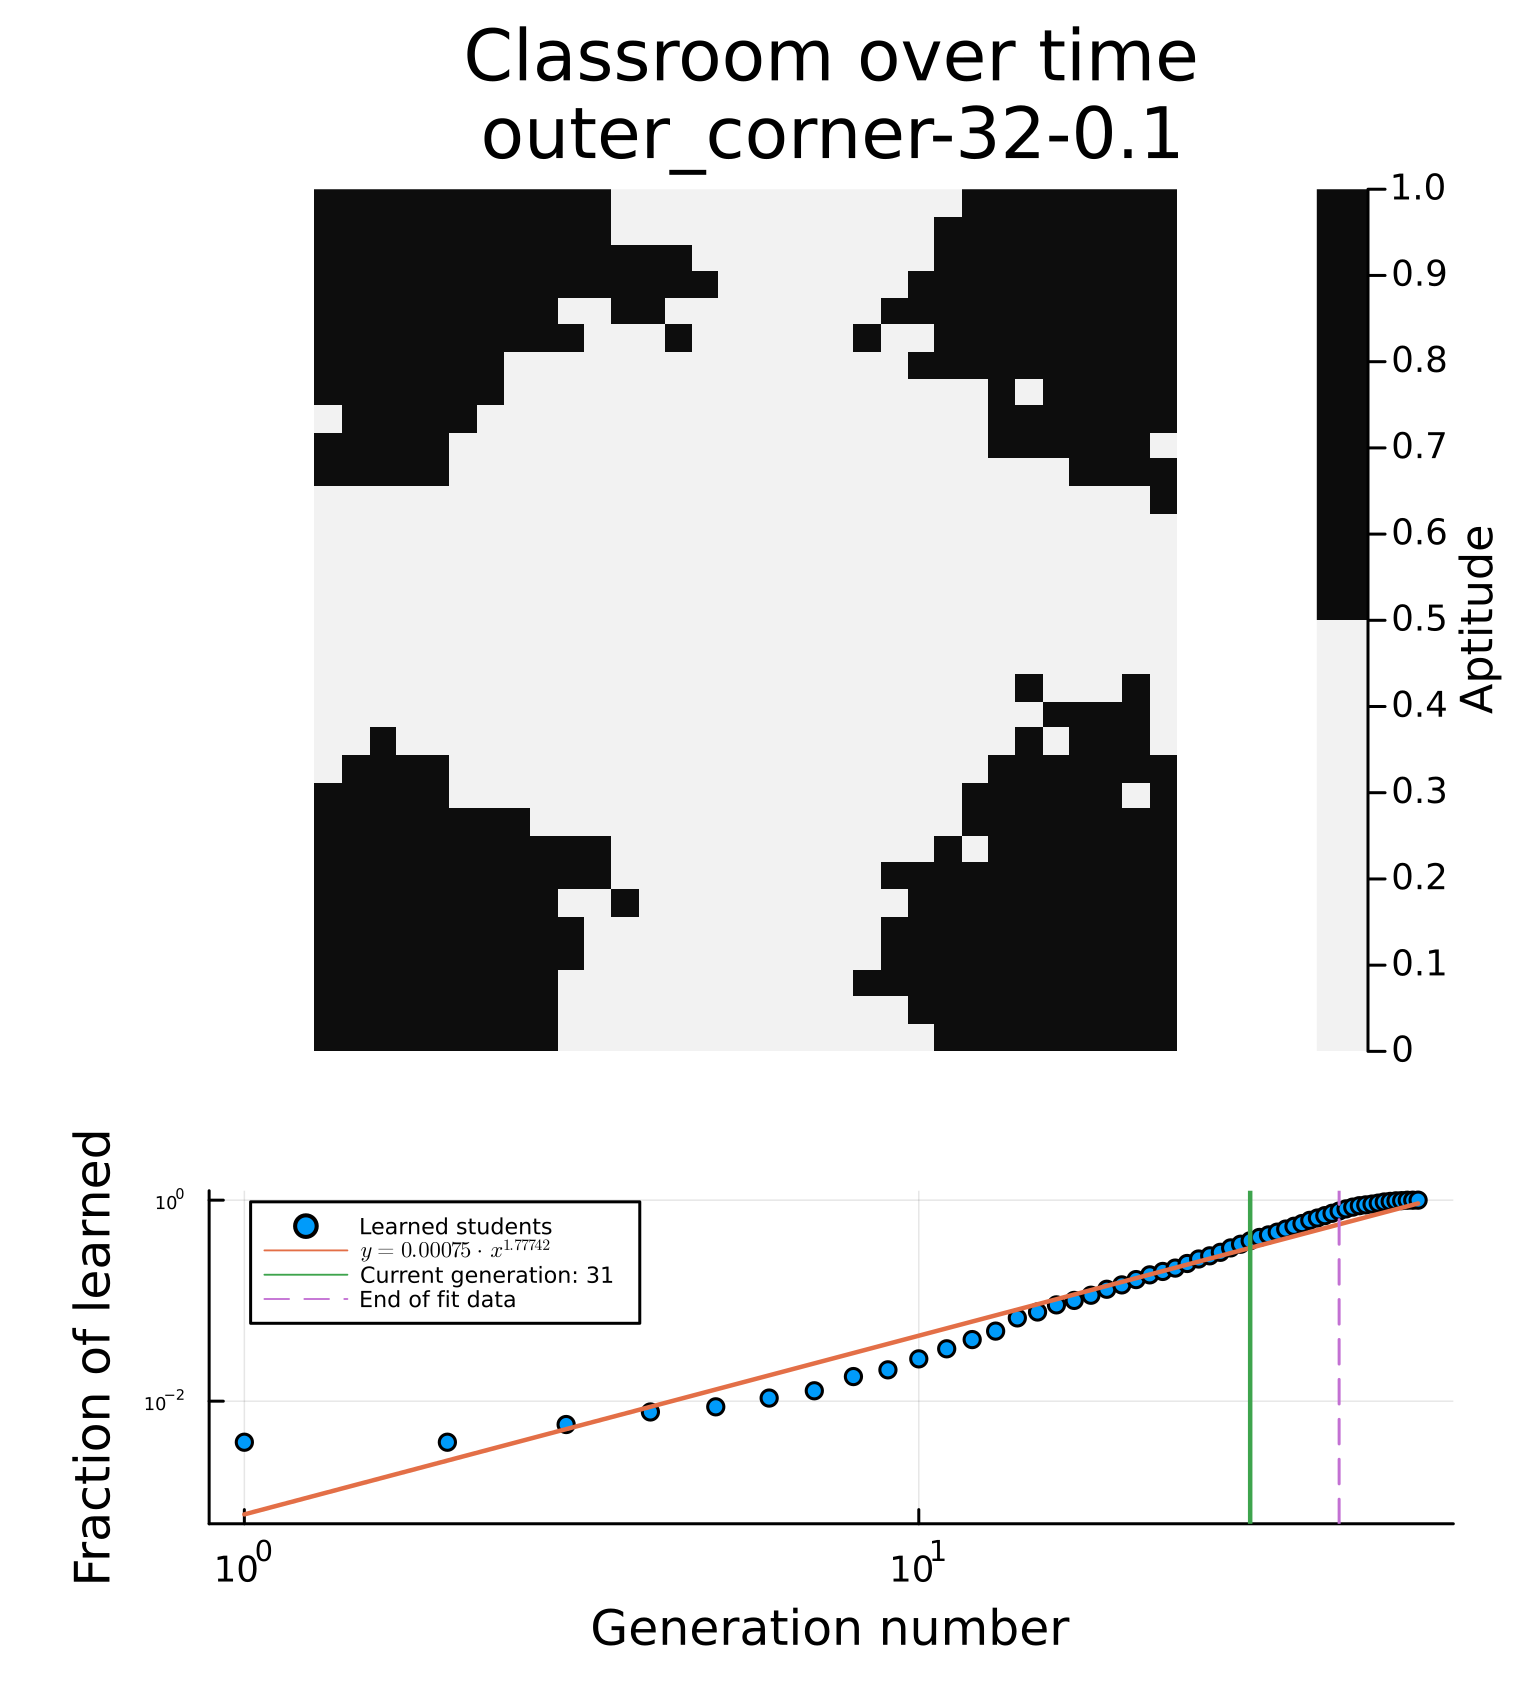 Classroom over time
outer_corner-32-0.1
1.0
0.9
0.8
0.7
0.6
0.5
0.4
0.3
0.2
0.1
0
Aptitude
Fraction of learned
10^0
10^-2
Learned students
y = 0.00075 · x^1.77742
Current generation: 31
End of fit data
10^0
10^1
Generation number